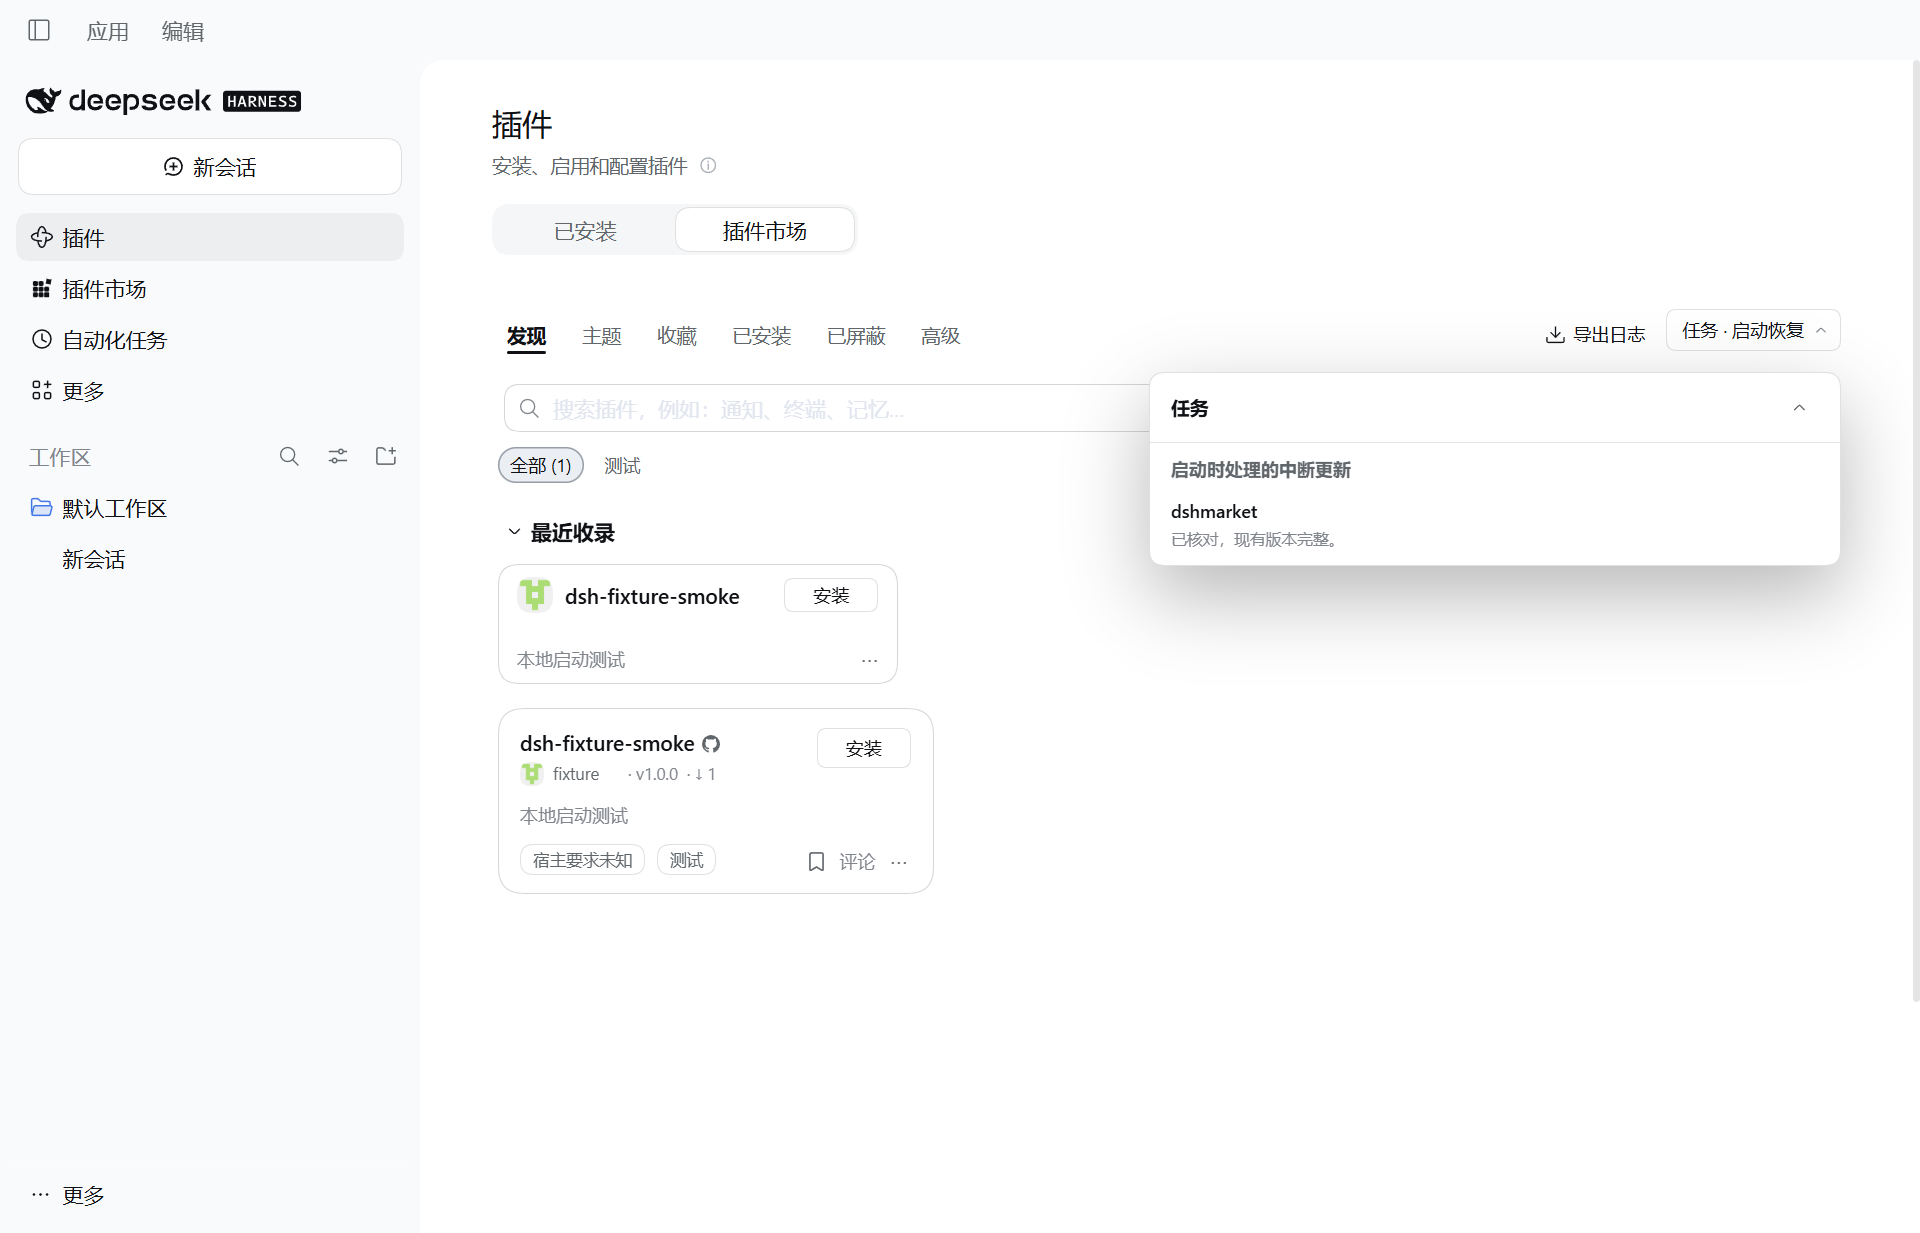 应用 编辑
deepseek HARNESS
新会话
插件
插件市场
自动化任务
更多
工作区
默认工作区
新会话
更多
插件
安装、启用和配置插件
已安装 插件市场
发现 主题 收藏 已安装 已屏蔽 高级
导出日志 任务 · 启动恢复
搜索插件，例如：通知、终端、记忆...
全部 (1) 测试
任务
启动时处理的中断更新
dshmarket
已核对，现有版本完整。
最近收录
dsh-fixture-smoke 安装
本地启动测试 ...
dsh-fixture-smoke 安装
fixture · v1.0.0 · ↓ 1
本地启动测试
宿主要求未知 测试 评论 ...